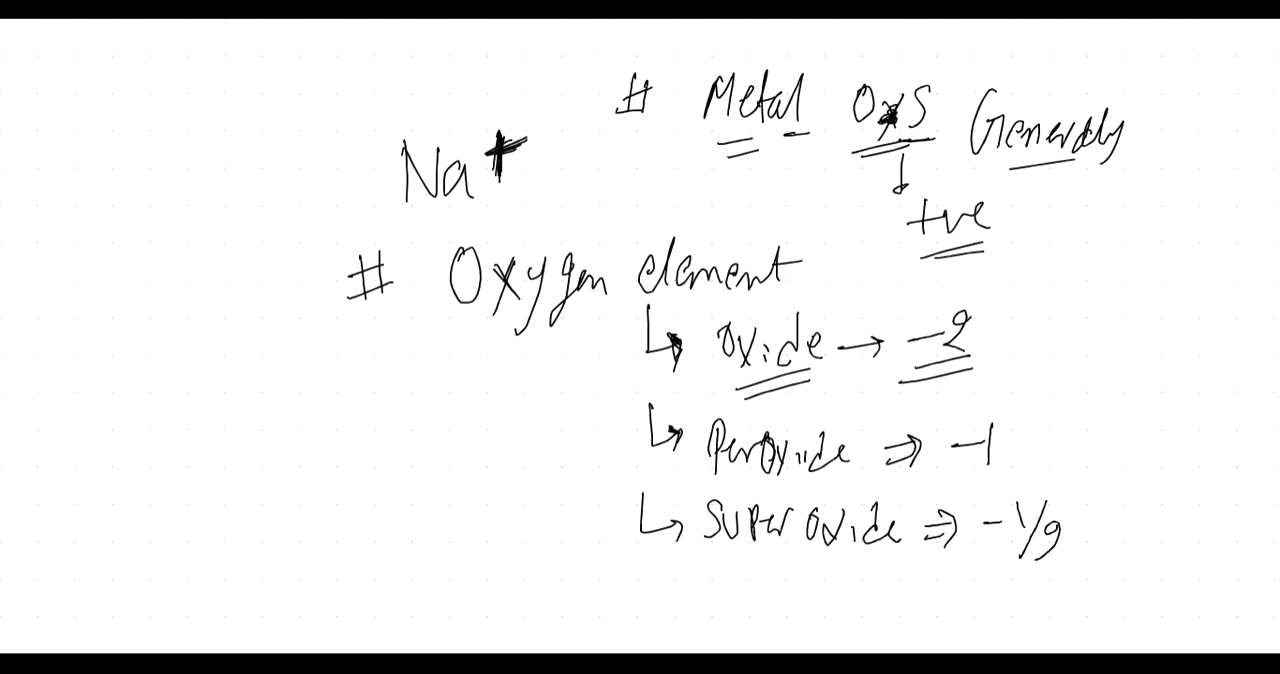 # Metal OxS Generally
Na+
+ve
# Oxygen element
↳ oxide → -2
↳ Peroxide ⇒ -1
↳ Superoxide ⇒ -1/2